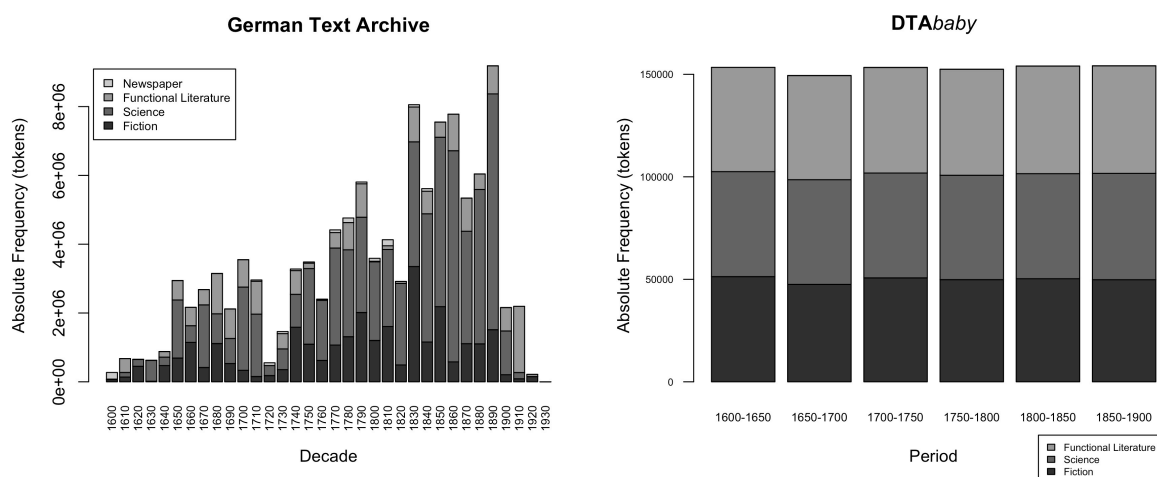 German Text Archive
Newspaper
Functional Literature
Science
Fiction
Absolute Frequency (tokens)
8e+06
6e+06
4e+06
2e+06
0e+00
1600 1610 1620 1630 1640 1650 1660 1670 1680 1690 1700 1710 1720 1730 1740 1750 1760 1770 1780 1790 1800 1810 1820 1830 1840 1850 1860 1870 1880 1890 1900 1910 1920 1930
Decade
DTAbaby
Absolute Frequency (tokens)
150000
100000
50000
0
1600-1650 1650-1700 1700-1750 1750-1800 1800-1850 1850-1900
Period
Functional Literature
Science
Fiction